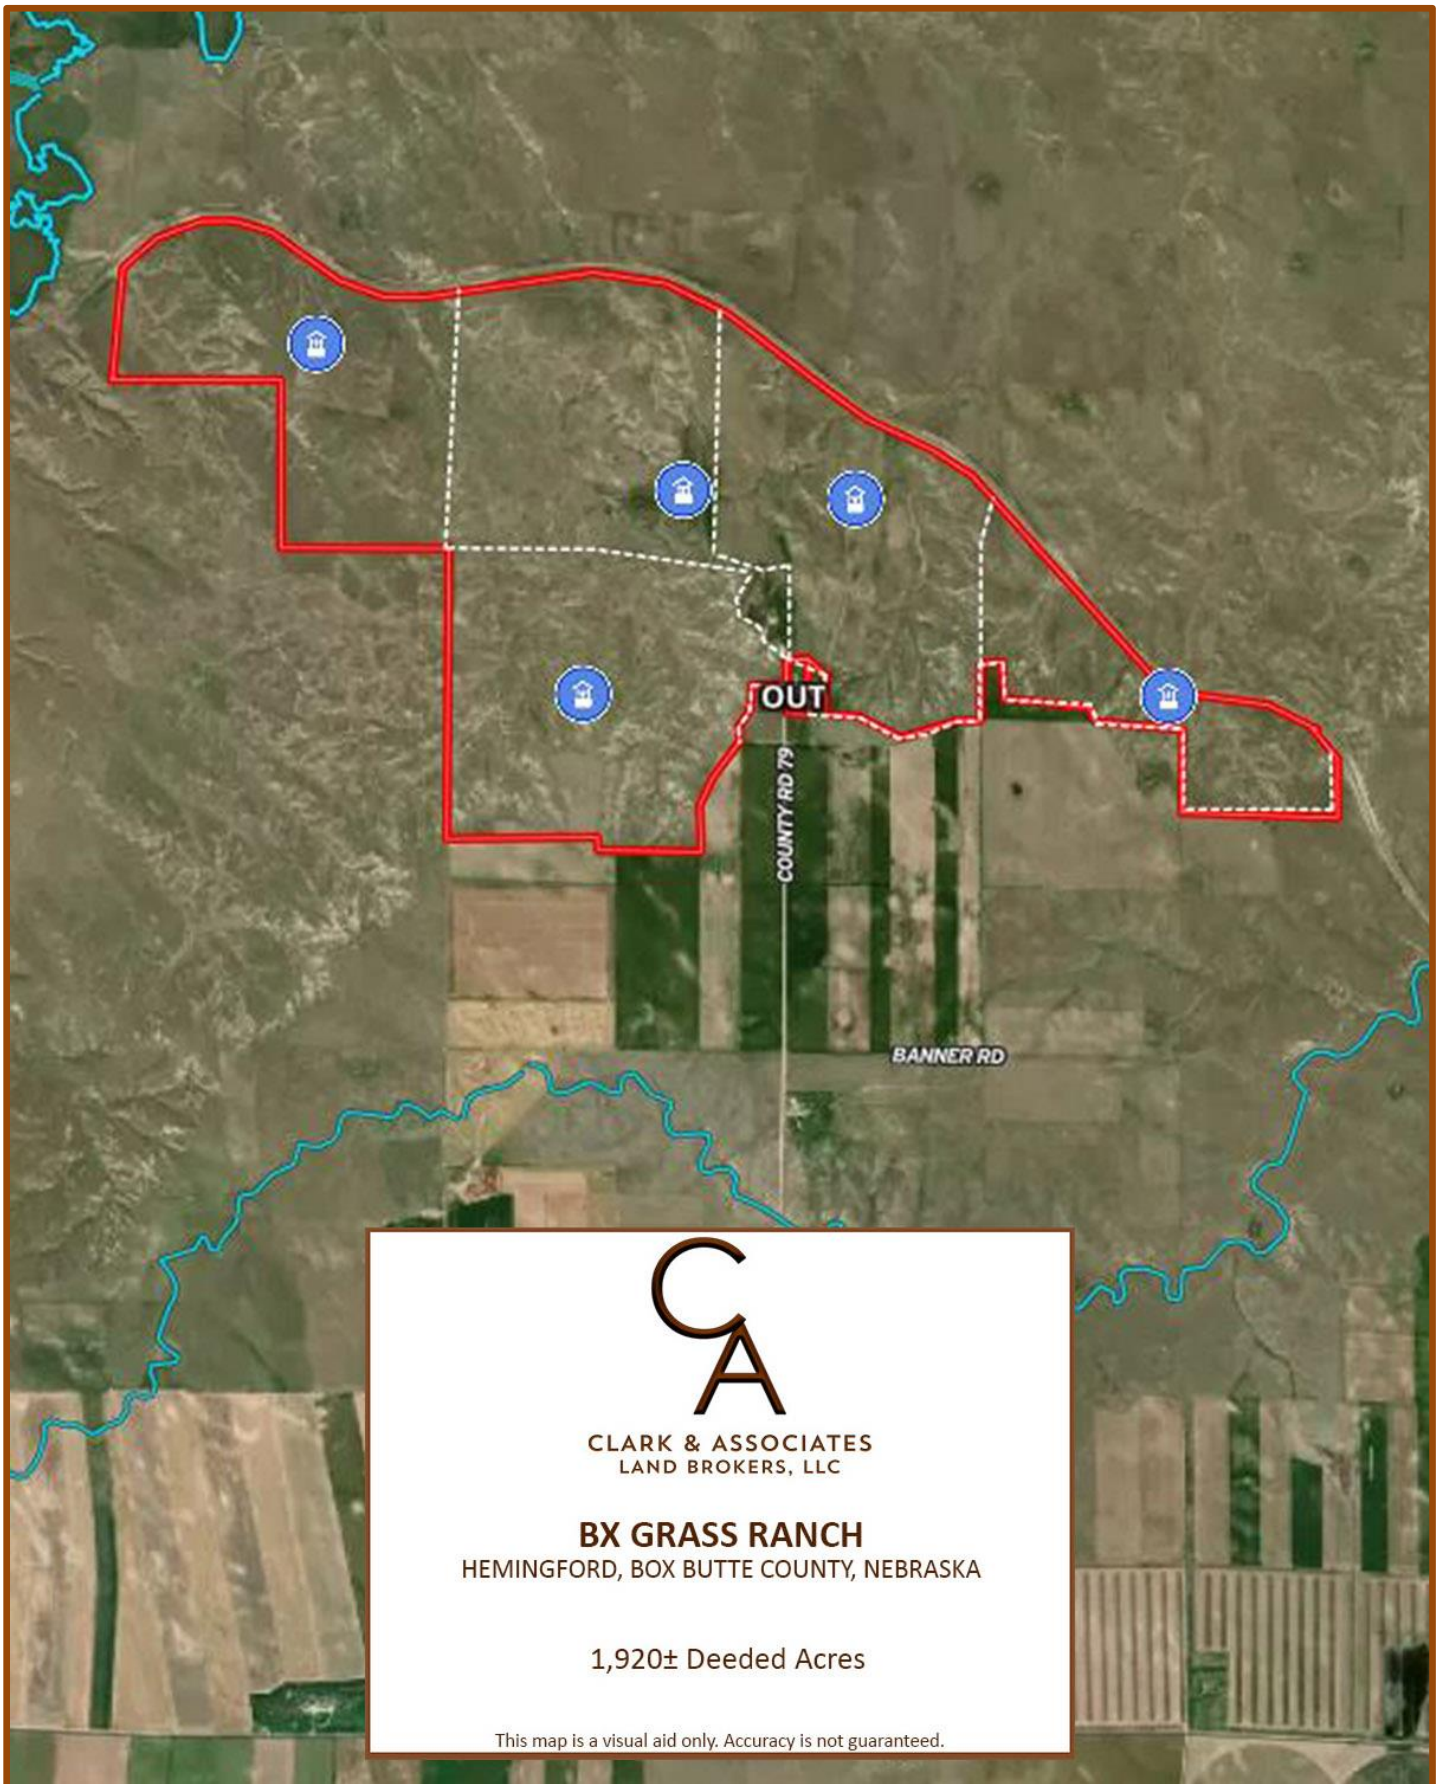 OUT
COUNTY RD 79
BANNER RD
CA
CLARK & ASSOCIATES
LAND BROKERS, LLC
BX GRASS RANCH
HEMINGFORD, BOX BUTTE COUNTY, NEBRASKA
1,920± Deeded Acres
This map is a visual aid only. Accuracy is not guaranteed.